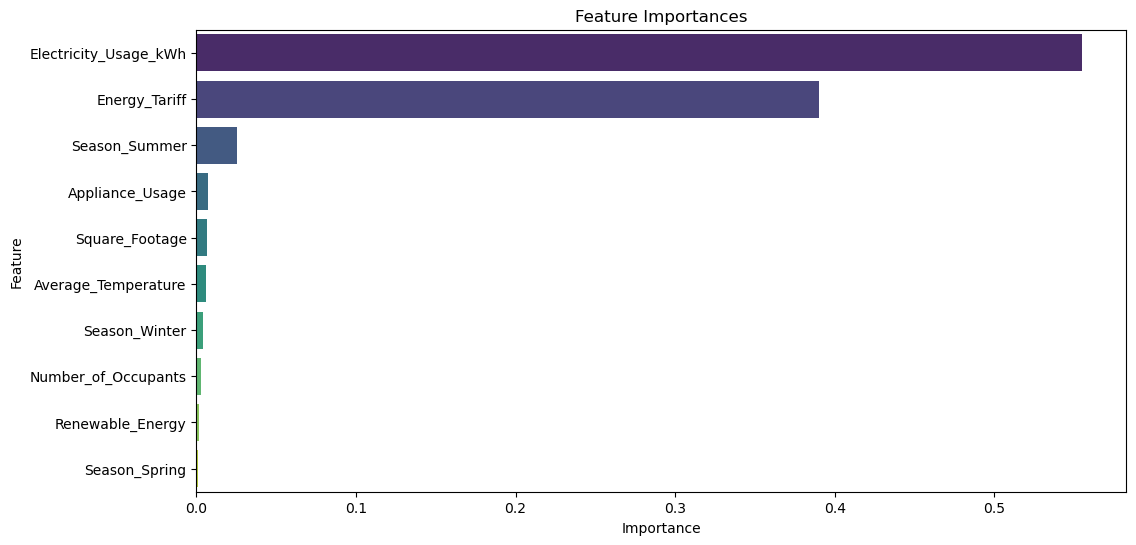 Feature Importances
Feature
Electricity_Usage_kWh
Energy_Tariff
Season_Summer
Appliance_Usage
Square_Footage
Average_Temperature
Season_Winter
Number_of_Occupants
Renewable_Energy
Season_Spring
0.0 0.1 0.2 0.3 0.4 0.5
Importance